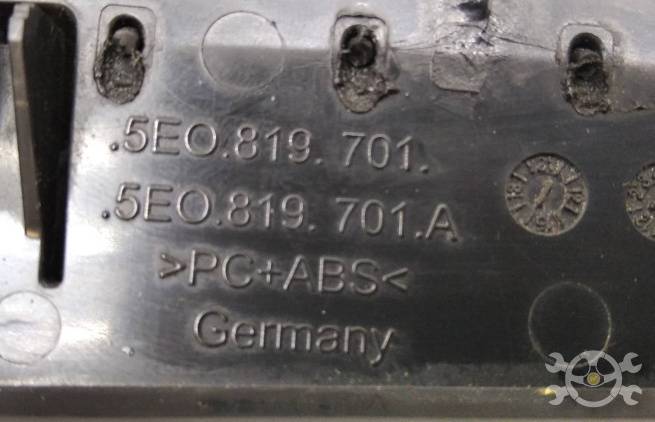 .5EO.819. 701.
.5EO.819. 701.A
>PC+ABS<
Germany